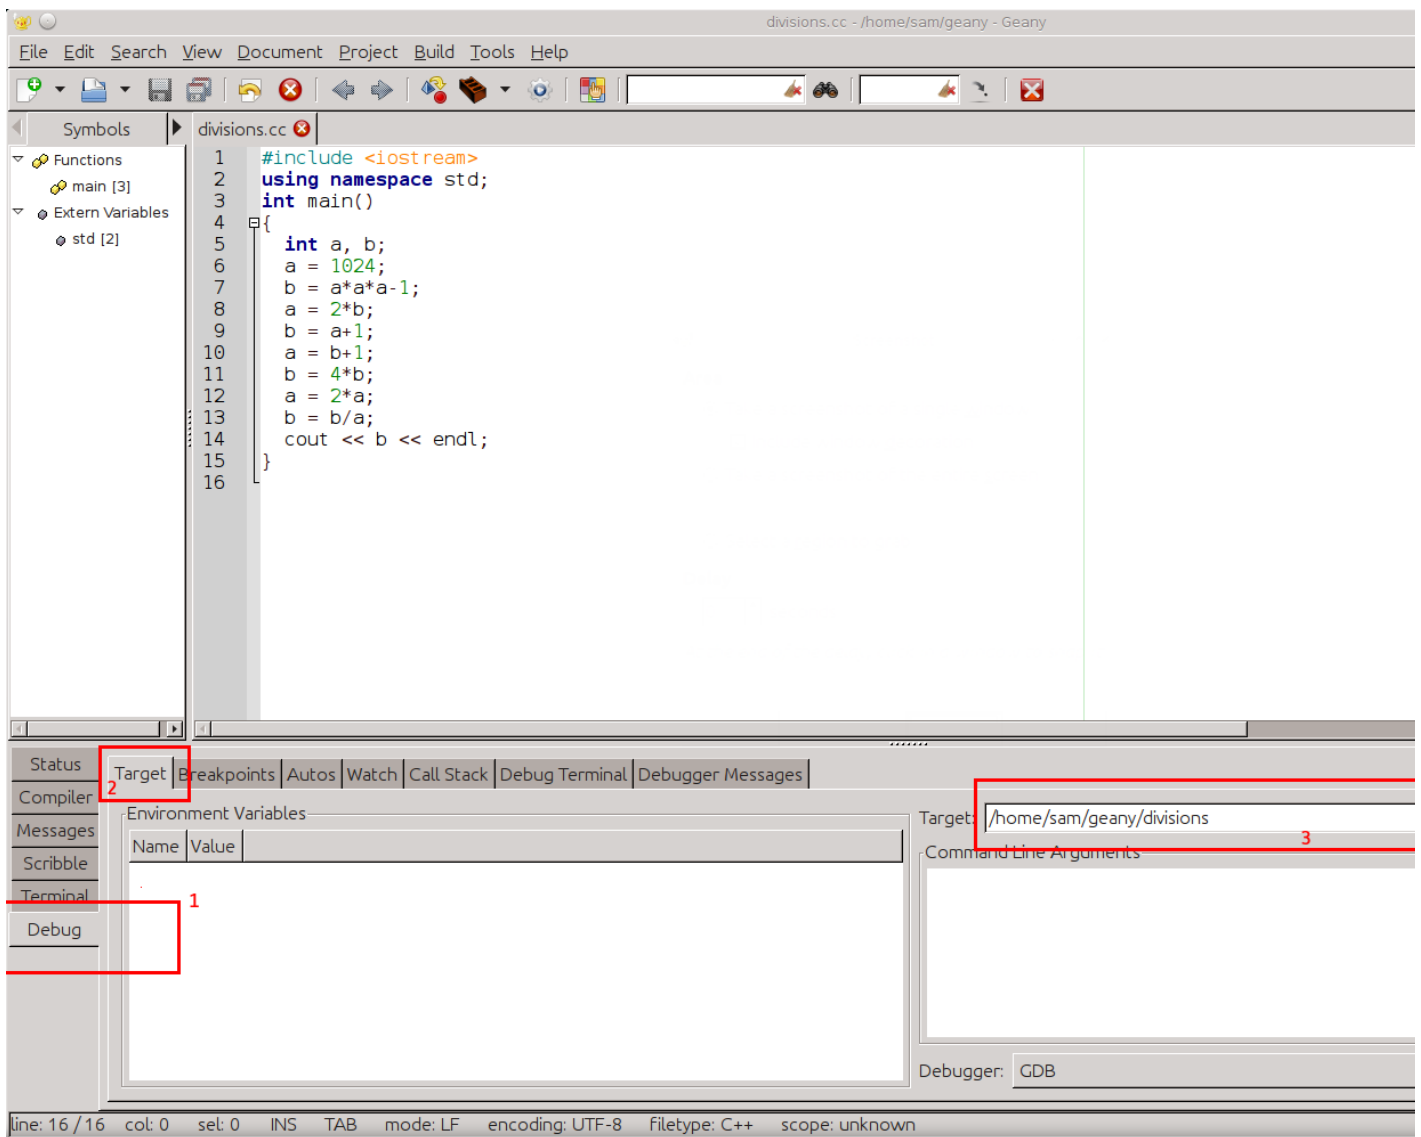 divisions.cc - /home/sam/geany - Geany
File Edit Search View Document Project Build Tools Help
Symbols
divisions.cc
Functions
main [3]
Extern Variables
std [2]
1 #include <iostream>
2 using namespace std;
3 int main()
4 {
5 int a, b;
6 a = 1024;
7 b = a*a*a-1;
8 a = 2*b;
9 b = a+1;
10 a = b+1;
11 b = 4*b;
12 a = 2*a;
13 b = b/a;
14 cout << b << endl;
15 }
16
Status
Compiler
Messages
Scribble
Terminal
Debug
1
Target Breakpoints Autos Watch Call Stack Debug Terminal Debugger Messages
2
Environment Variables
Name Value
Target: /home/sam/geany/divisions
3
Command Line Arguments
Debugger: GDB
line: 16 / 16 col: 0 sel: 0 INS TAB mode: LF encoding: UTF-8 filetype: C++ scope: unknown